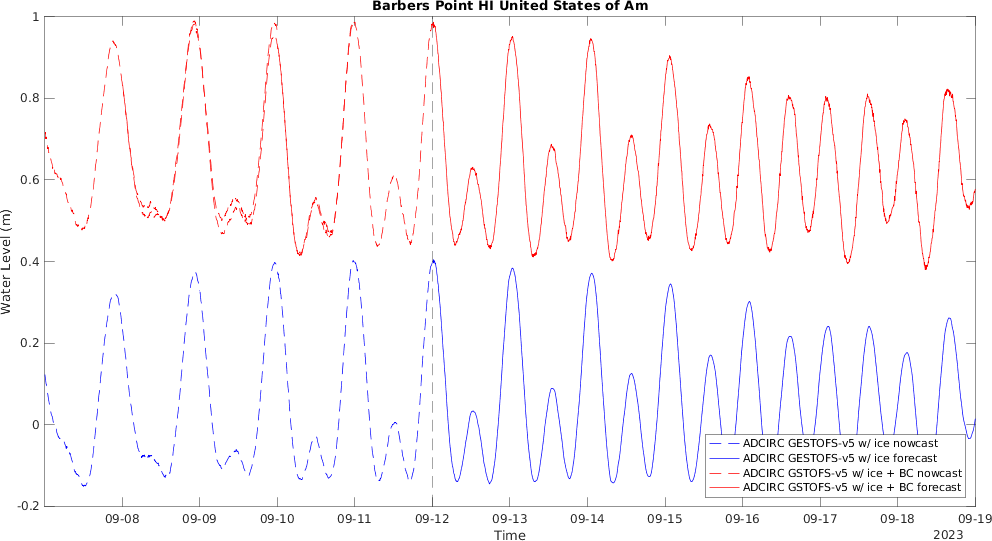 Barbers Point HI United States of Am
1
0.8
0.6
0.4
0.2
0
-0.2
Water Level (m)
ADCIRC GESTOFS-v5 w/ ice nowcast
ADCIRC GESTOFS-v5 w/ ice forecast
ADCIRC GSTOFS-v5 w/ ice + BC nowcast
ADCIRC GSTOFS-v5 w/ ice + BC forecast
09-08 09-09 09-10 09-11 09-12 09-13 09-14 09-15 09-16 09-17 09-18 09-19
Time
2023